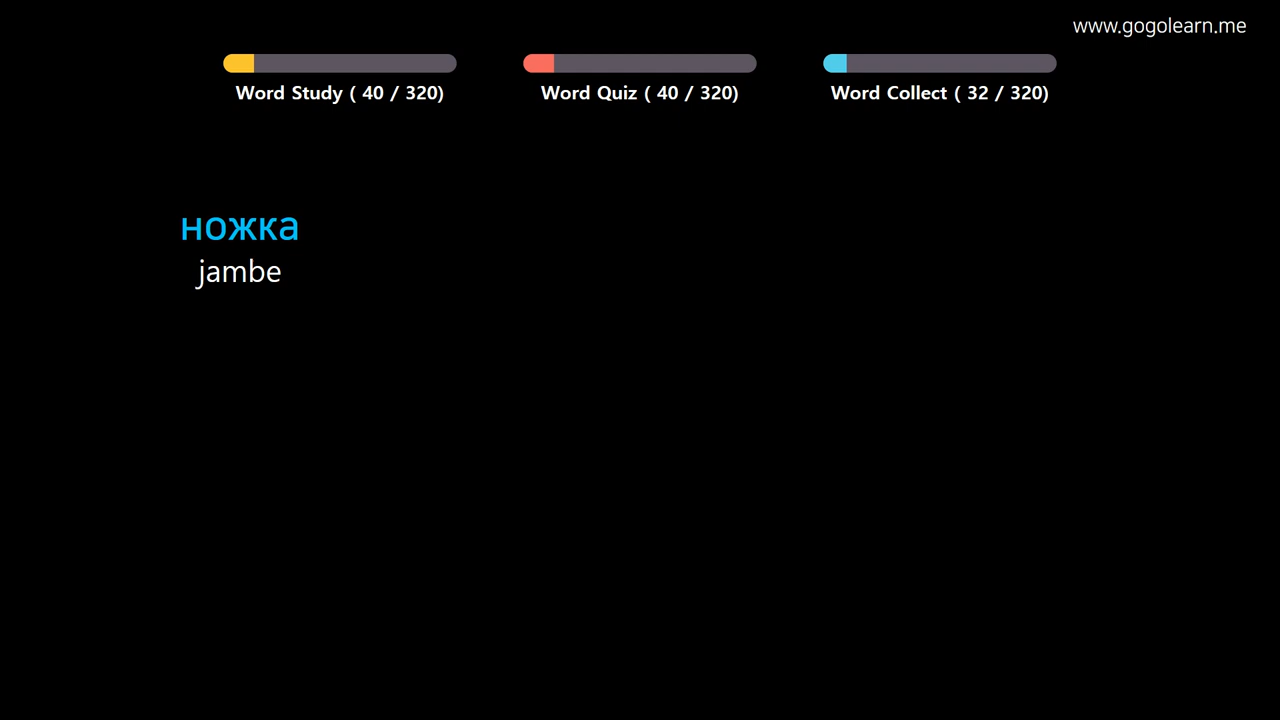 www.gogolearn.me
Word Study ( 40 / 320)
Word Quiz ( 40 / 320)
Word Collect ( 32 / 320)
ножка
jambe